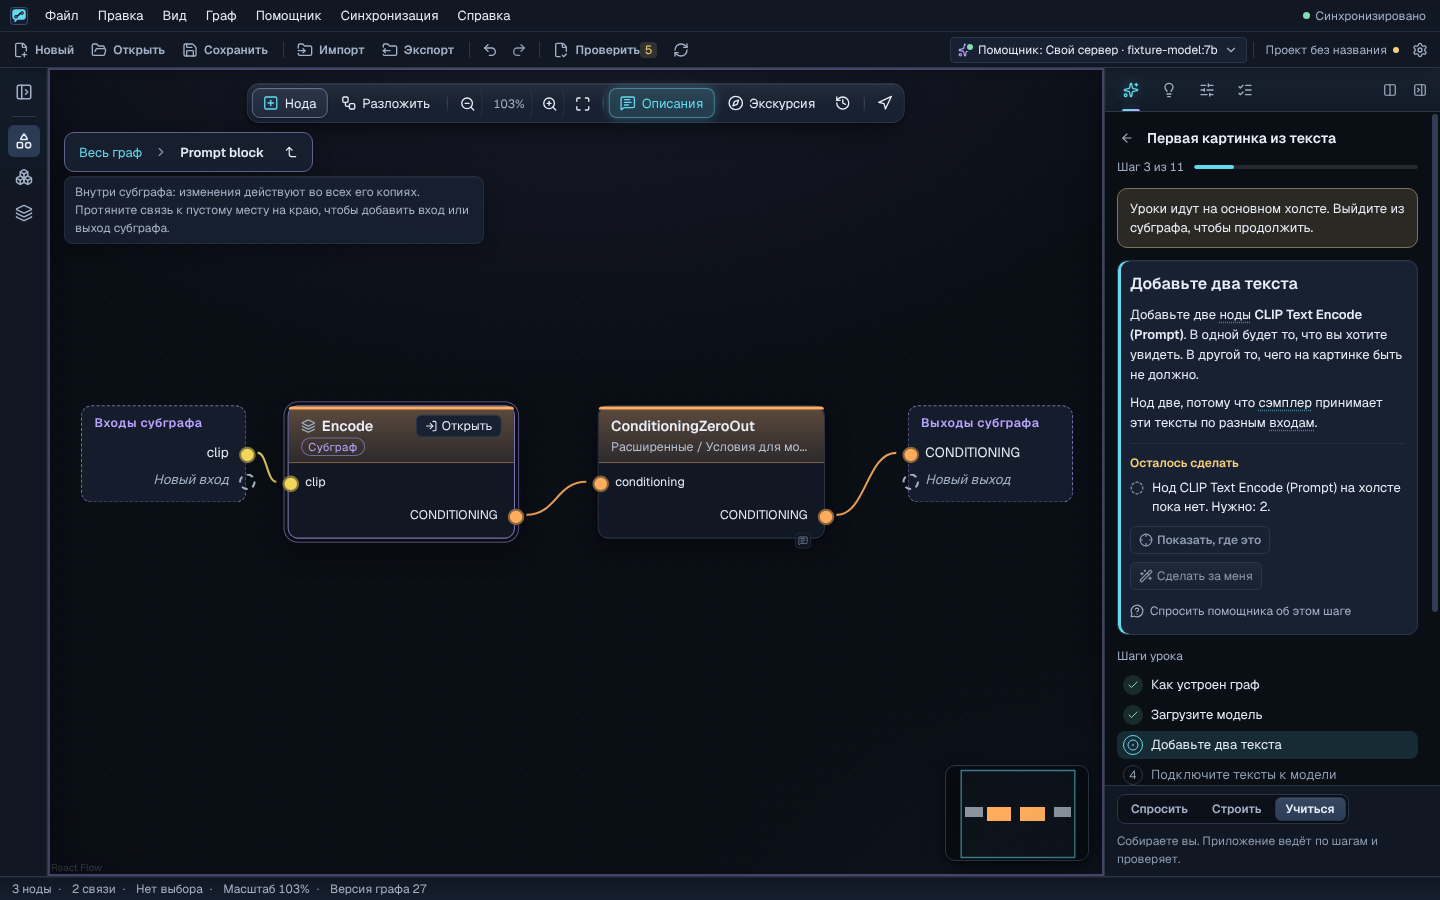 Файл Правка Вид Граф Помощник Синхронизация Справка
Синхронизировано
Новый Открыть Сохранить Импорт Экспорт Проверить 5
Помощник: Свой сервер · fixture-model:7b
Проект без названия
Нода Разложить 103% Описания Экскурсия
Весь граф > Prompt block
Внутри субграфа: изменения действуют во всех его копиях.
Протяните связь к пустому месту на краю, чтобы добавить вход или
выход субграфа.
Входы субграфа
clip
Новый вход
Encode
Открыть
Субграф
clip
CONDITIONING
ConditioningZeroOut
Расширенные / Условия для мо...
conditioning
CONDITIONING
Выходы субграфа
CONDITIONING
Новый выход
React Flow
Первая картинка из текста
Шаг 3 из 11
Уроки идут на основном холсте. Выйдите из
субграфа, чтобы продолжить.
Добавьте два текста
Добавьте две ноды CLIP Text Encode
(Prompt). В одной будет то, что вы хотите
увидеть. В другой то, чего на картинке быть
не должно.
Нод две, потому что сэмплер принимает
эти тексты по разным входам.
Осталось сделать
Нод CLIP Text Encode (Prompt) на холсте
пока нет. Нужно: 2.
Показать, где это
Сделать за меня
Спросить помощника об этом шаге
Шаги урока
Как устроен граф
Загрузите модель
Добавьте два текста
4 Подключите тексты к модели
Спросить Строить Учиться
Собираете вы. Приложение ведёт по шагам и
проверяет.
3 ноды · 2 связи · Нет выбора · Масштаб 103% · Версия графа 27